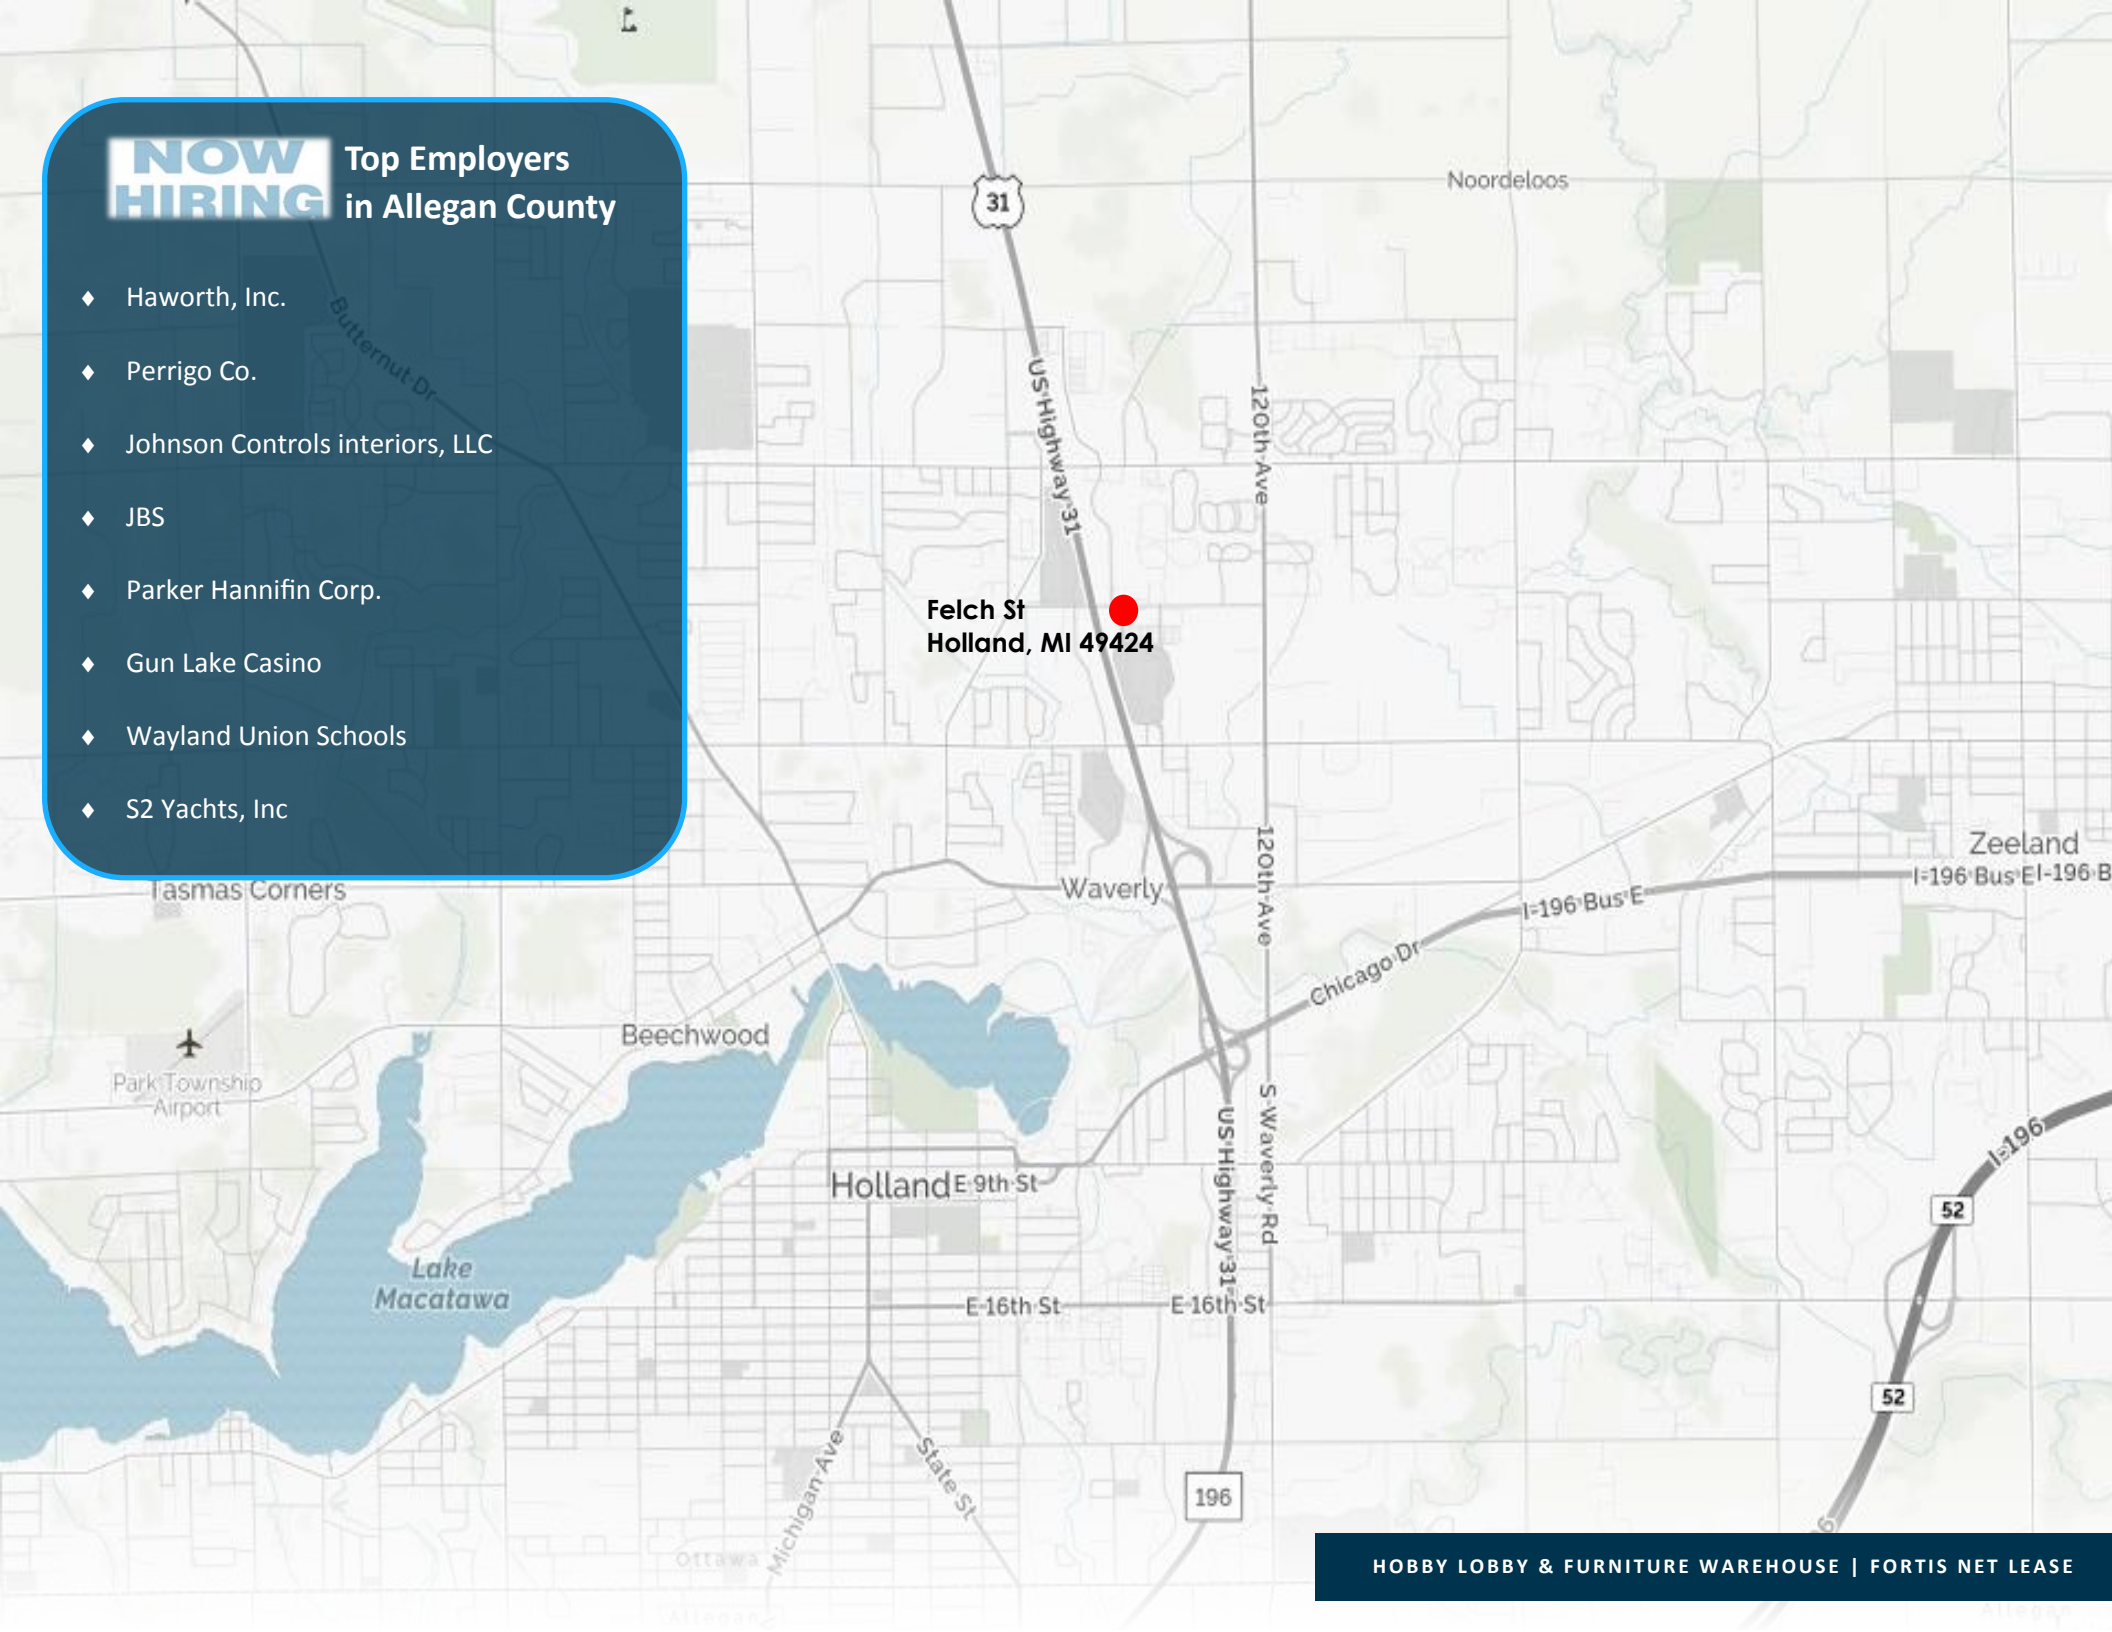 NOW
HIRING
Top Employers
in Allegan County
♦ Haworth, Inc.
♦ Perrigo Co.
♦ Johnson Controls interiors, LLC
♦ JBS
♦ Parker Hannifin Corp.
♦ Gun Lake Casino
♦ Wayland Union Schools
♦ S2 Yachts, Inc
Butternut Dr
31
Noordeloos
US Highway 31
120th Ave
Felch St
Holland, MI 49424
Zeeland
I-196 Bus E I-196 B
Tasmas Corners
Waverly
120th Ave
I-196 Bus E
Chicago Dr
Beechwood
Park Township
Airport
S Waverly Rd
US Highway 31
I-196
Holland
E 9th St
52
Lake
Macatawa
E 16th St
E 16th St
52
Michigan Ave
State St
196
Ottawa
Allegan
Allegan
HOBBY LOBBY & FURNITURE WAREHOUSE | FORTIS NET LEASE